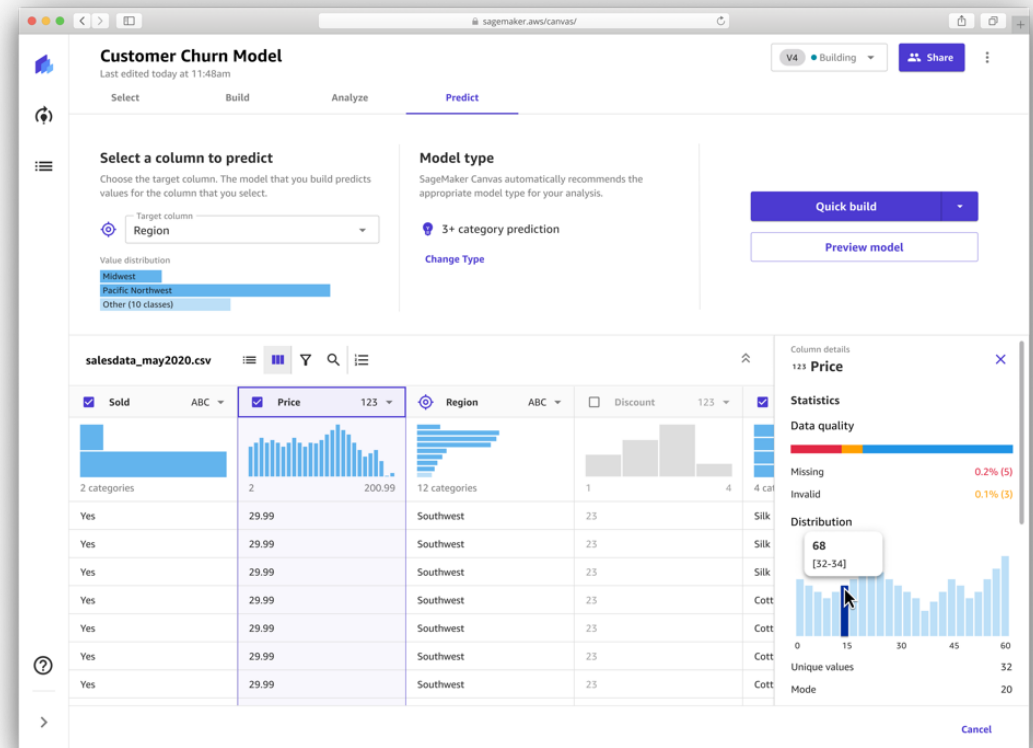 sagemaker.aws/canvas/
Customer Churn Model
Last edited today at 11:48am
V4 Building
Share
Select Build Analyze Predict
Select a column to predict
Choose the target column. The model that you build predicts
values for the column that you select.
Target column
Region
Value distribution
Midwest
Pacific Northwest
Other (10 classes)
Model type
SageMaker Canvas automatically recommends the
appropriate model type for your analysis.
3+ category prediction
Change Type
Quick build
Preview model
salesdata_may2020.csv
Sold ABC Price 123 Region ABC Discount 123
2 categories 2 200.99 12 categories 1 4 4 cat
Yes 29.99 Southwest 23 Silk
Yes 29.99 Southwest 23 Silk
Yes 29.99 Southwest 23 Silk
Yes 29.99 Southwest 23 Cott
Yes 29.99 Southwest 23 Cott
Yes 29.99 Southwest 23 Cott
Yes 29.99 Southwest 23 Cott
Column details
123 Price
Statistics
Data quality
Missing 0.2% (5)
Invalid 0.1% (3)
Distribution
68
[32-34]
0 15 30 45 60
Unique values 32
Mode 20
Cancel